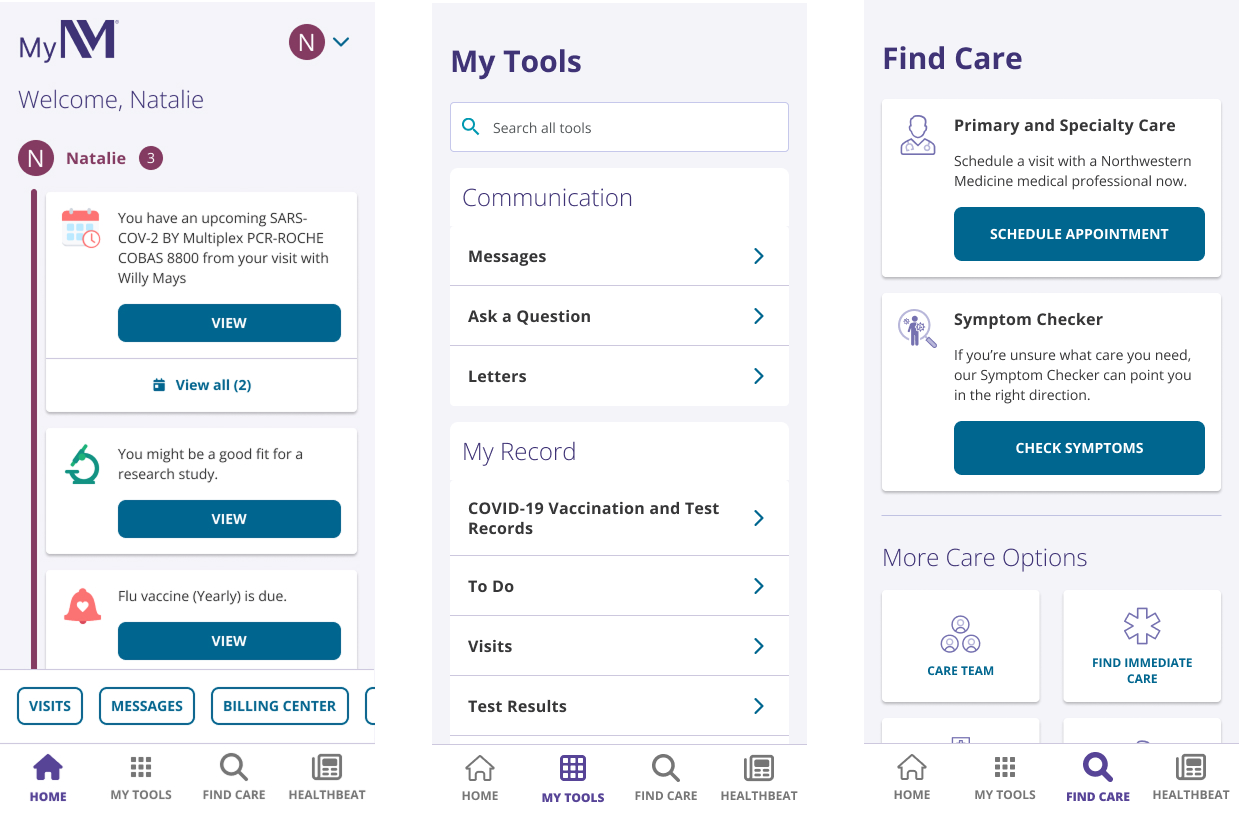 MyNM
N
Welcome, Natalie
N Natalie 3
You have an upcoming SARS-
COV-2 BY Multiplex PCR-ROCHE
COBAS 8800 from your visit with
Willy Mays
VIEW
View all (2)
You might be a good fit for a
research study.
VIEW
Flu vaccine (Yearly) is due.
VIEW
VISITS MESSAGES BILLING CENTER
HOME MY TOOLS FIND CARE HEALTHBEAT
My Tools
Search all tools
Communication
Messages
Ask a Question
Letters
My Record
COVID-19 Vaccination and Test
Records
To Do
Visits
Test Results
HOME MY TOOLS FIND CARE HEALTHBEAT
Find Care
Primary and Specialty Care
Schedule a visit with a Northwestern
Medicine medical professional now.
SCHEDULE APPOINTMENT
Symptom Checker
If you’re unsure what care you need,
our Symptom Checker can point you
in the right direction.
CHECK SYMPTOMS
More Care Options
CARE TEAM
FIND IMMEDIATE
CARE
HOME MY TOOLS FIND CARE HEALTHBEAT